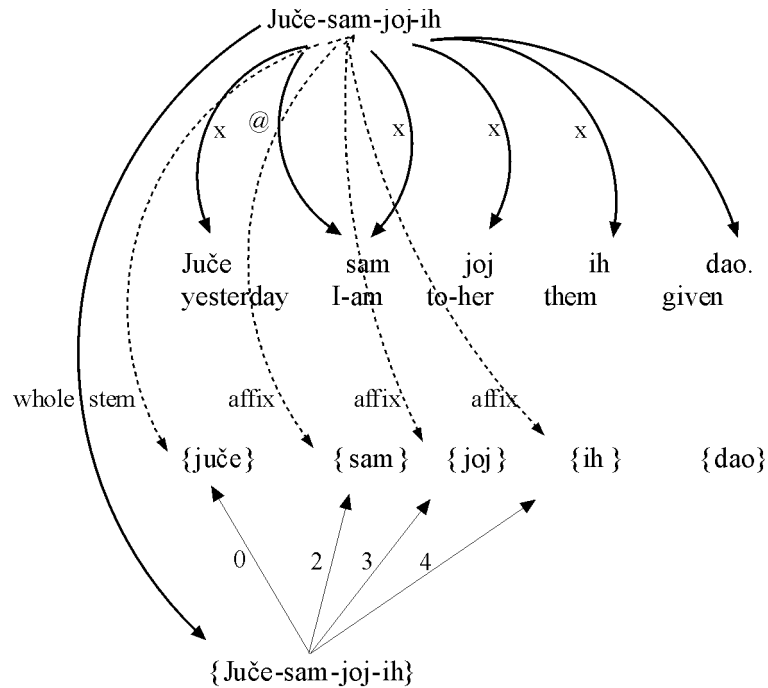 Juče-sam-joj-ih
x @ x x x
Juče sam joj ih dao.
yesterday I-am to-her them given
whole stem affix affix affix
{juče} {sam} {joj} {ih } {dao}
0 2 3 4
{Juče-sam-joj-ih}